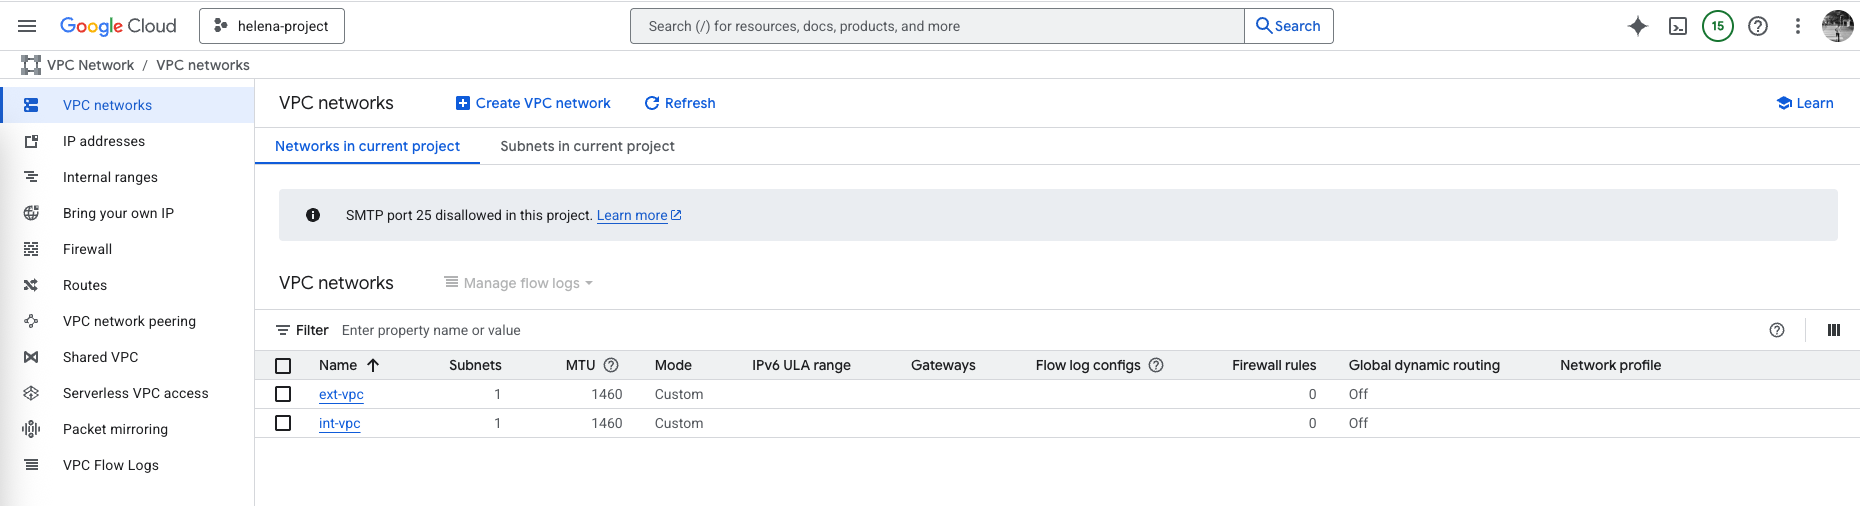 Google Cloud helena-project Search (/) for resources, docs, products, and more Search 15
VPC Network / VPC networks
VPC networks
IP addresses
Internal ranges
Bring your own IP
Firewall
Routes
VPC network peering
Shared VPC
Serverless VPC access
Packet mirroring
VPC Flow Logs
VPC networks Create VPC network Refresh Learn
Networks in current project Subnets in current project
SMTP port 25 disallowed in this project. Learn more
VPC networks Manage flow logs
Filter Enter property name or value
Name Subnets MTU Mode IPv6 ULA range Gateways Flow log configs Firewall rules Global dynamic routing Network profile
ext-vpc 1 1460 Custom 0 Off
int-vpc 1 1460 Custom 0 Off